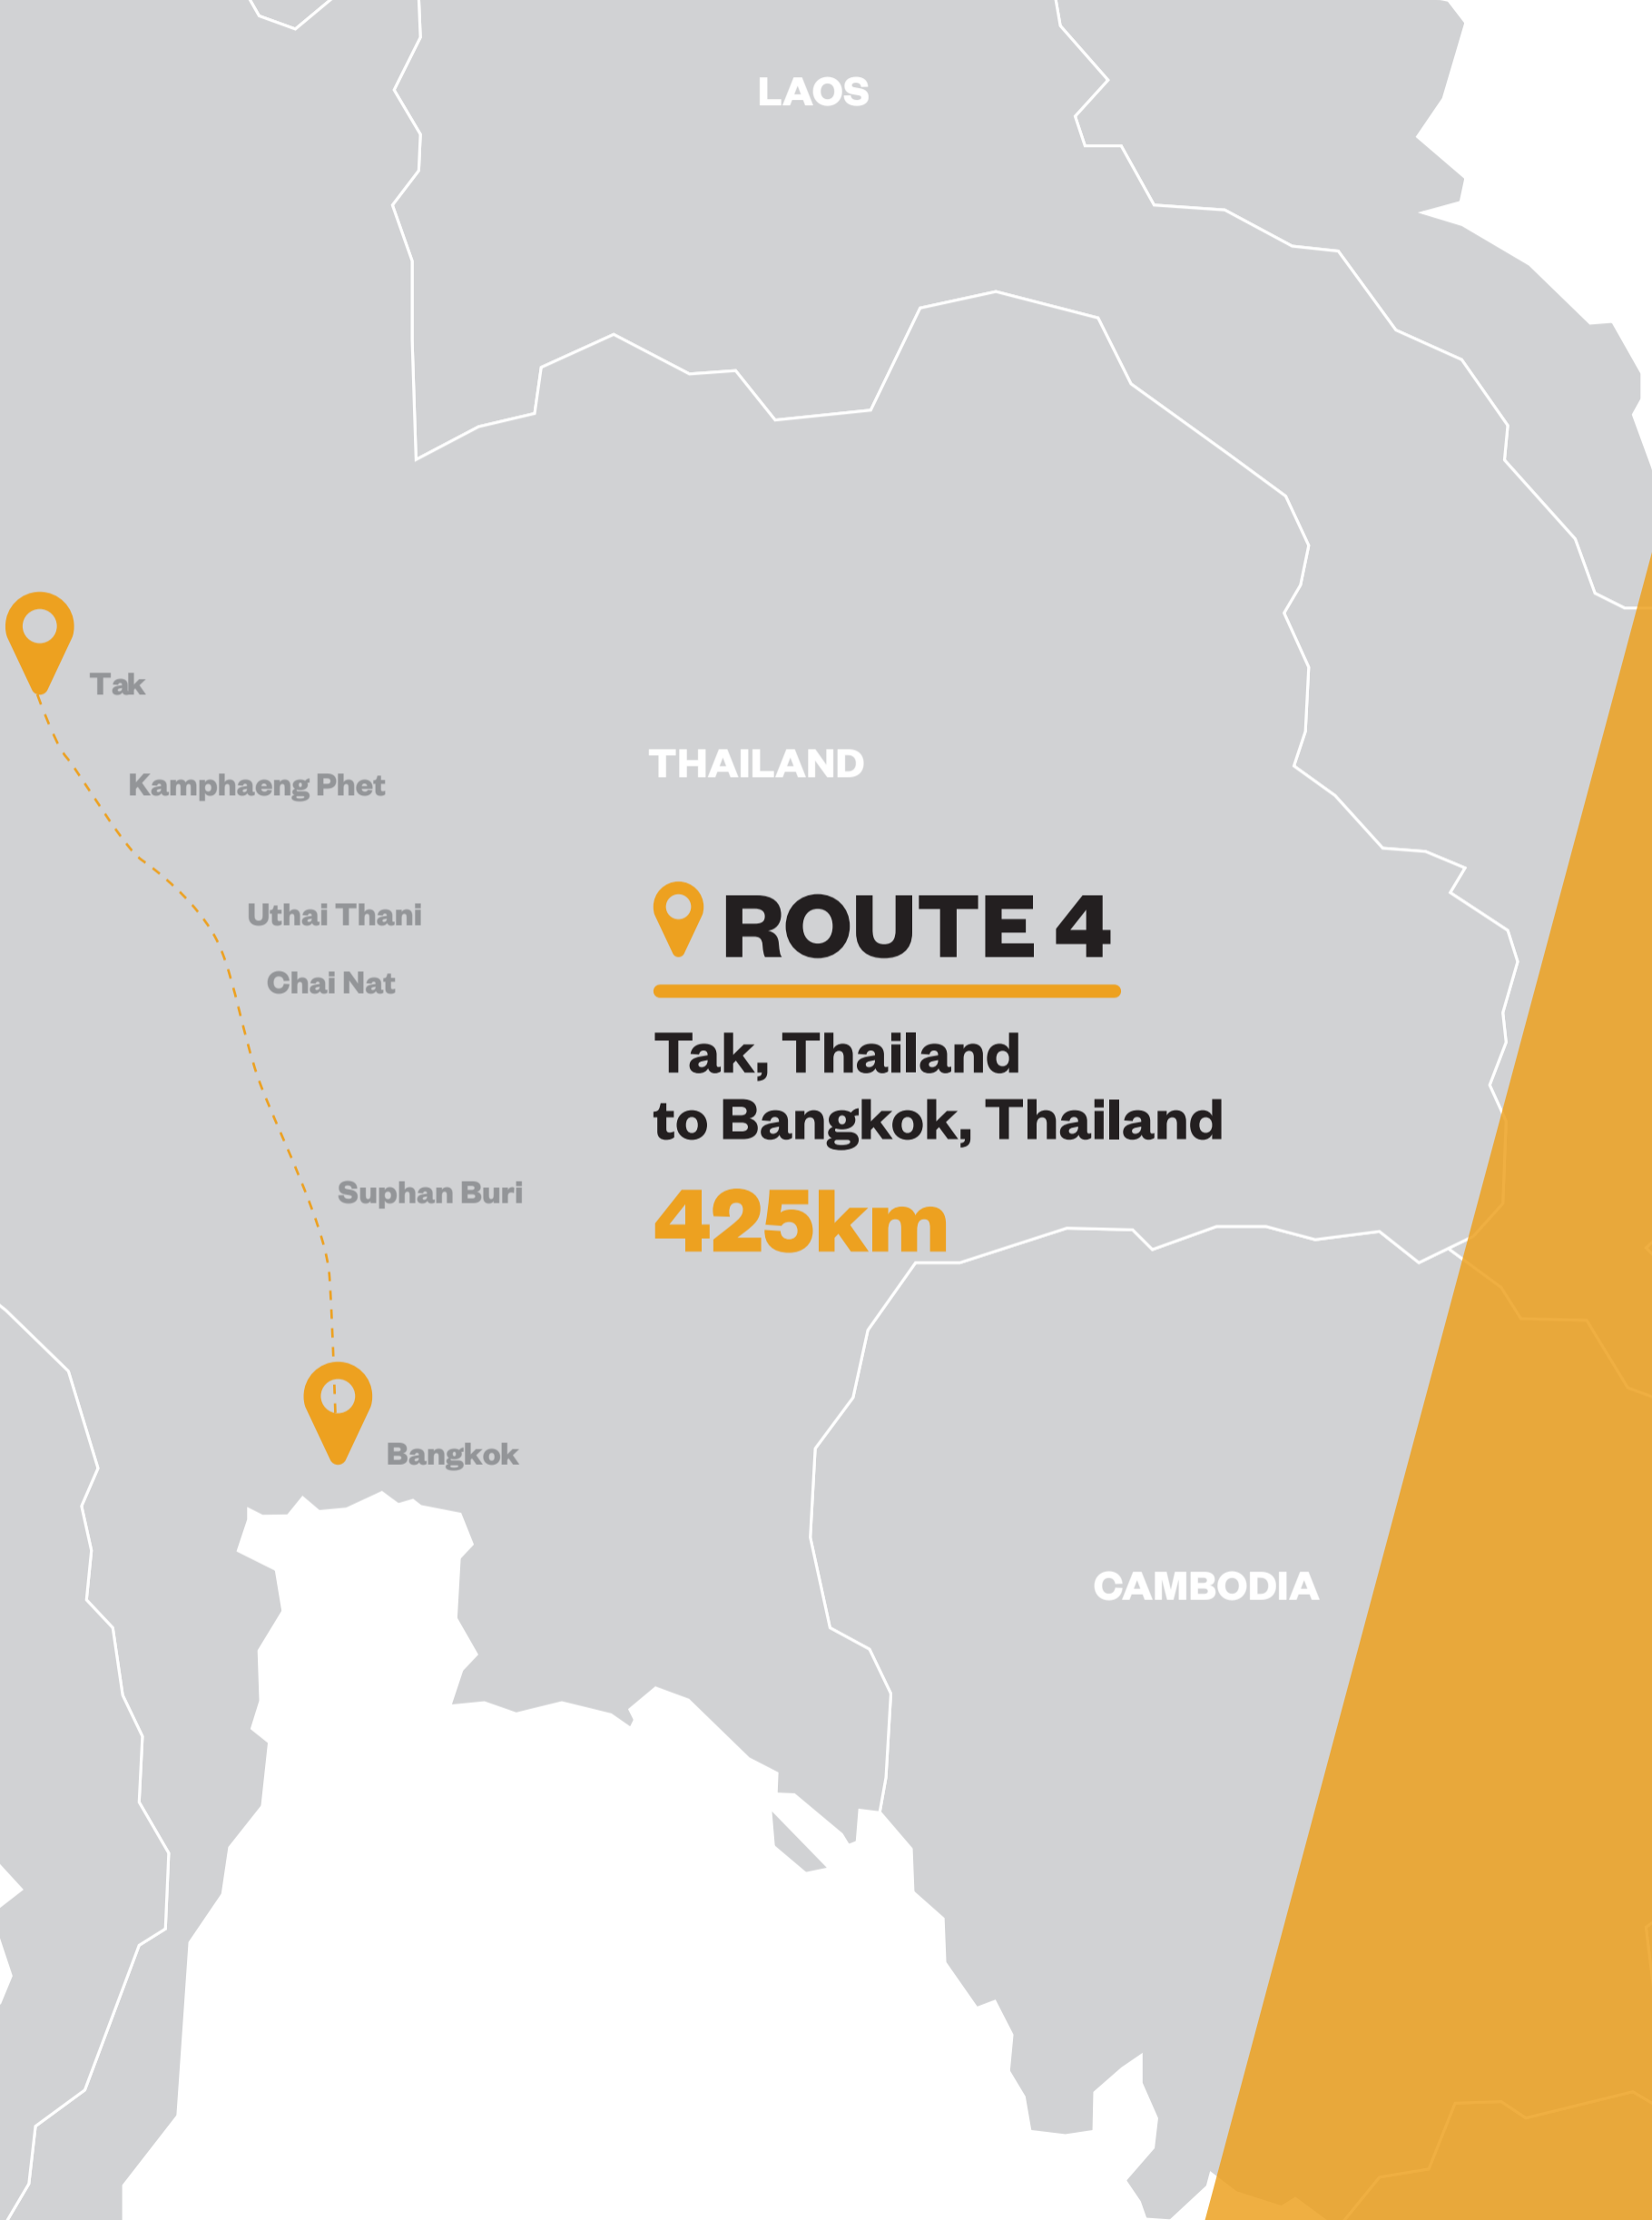 LAOS
Tak
THAILAND
Kamphaeng Phet
Uthai Thani
ROUTE 4
Chai Nat
Tak, Thailand
to Bangkok, Thailand
Suphan Buri
425km
Bangkok
CAMBODIA